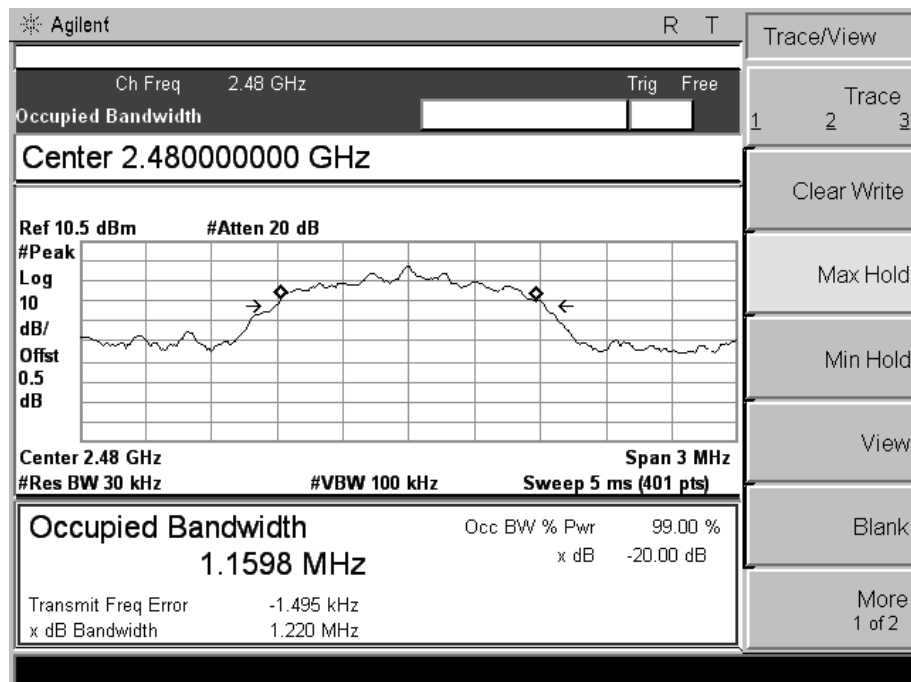 Agilent R T
Trace/View
Ch Freq 2.48 GHz Trig Free
Occupied Bandwidth
Trace
1 2 3
Center 2.480000000 GHz
Clear Write
Ref 10.5 dBm #Atten 20 dB
#Peak
Log
10
dB/
Offst
0.5
dB
Max Hold
Min Hold
Center 2.48 GHz Span 3 MHz
#Res BW 30 kHz #VBW 100 kHz Sweep 5 ms (401 pts)
View
Occupied Bandwidth
1.1598 MHz
Occ BW % Pwr 99.00 %
x dB -20.00 dB
Transmit Freq Error -1.495 kHz
x dB Bandwidth 1.220 MHz
Blank
More
1 of 2